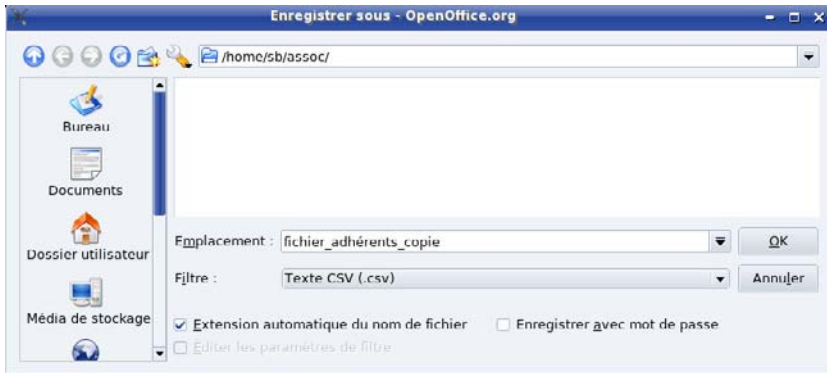 Enregistrer sous - OpenOffice.org
/home/sb/assoc/
Bureau
Documents
Dossier utilisateur
Média de stockage
Emplacement : fichier_adhérents_copie OK
Filtre : Texte CSV (.csv) Annuler
Extension automatique du nom de fichier Enregistrer avec mot de passe
Éditer les paramètres de filtre